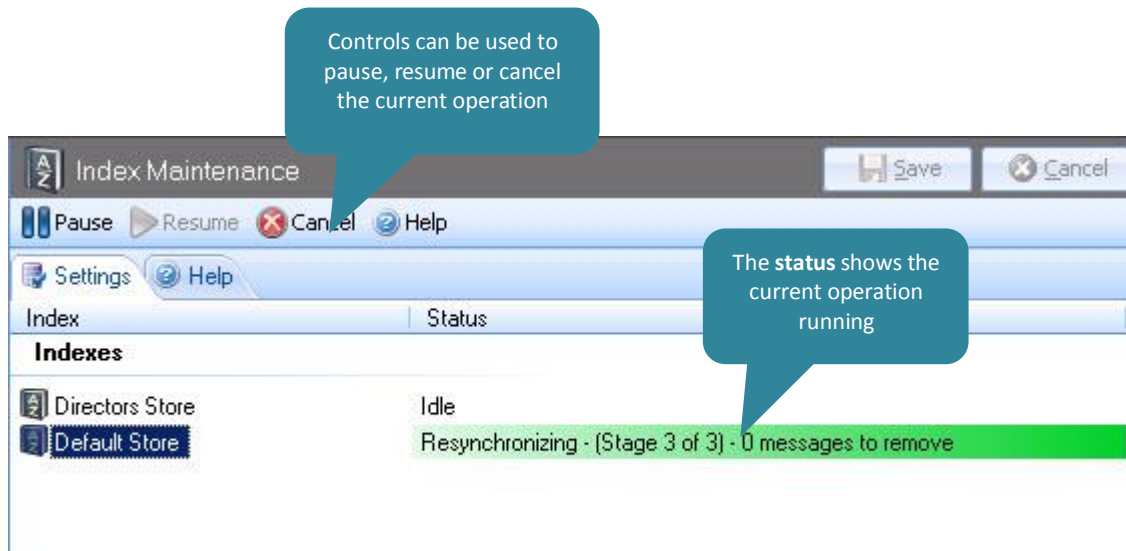 Controls can be used to
pause, resume or cancel
the current operation
Index Maintenance
Save
Cancel
Pause
Resume
Cancel
Help
Settings
Help
The status shows the
current operation
running
Index
Status
Indexes
Directors Store
Idle
Default Store
Resynchronizing - (Stage 3 of 3) - 0 messages to remove